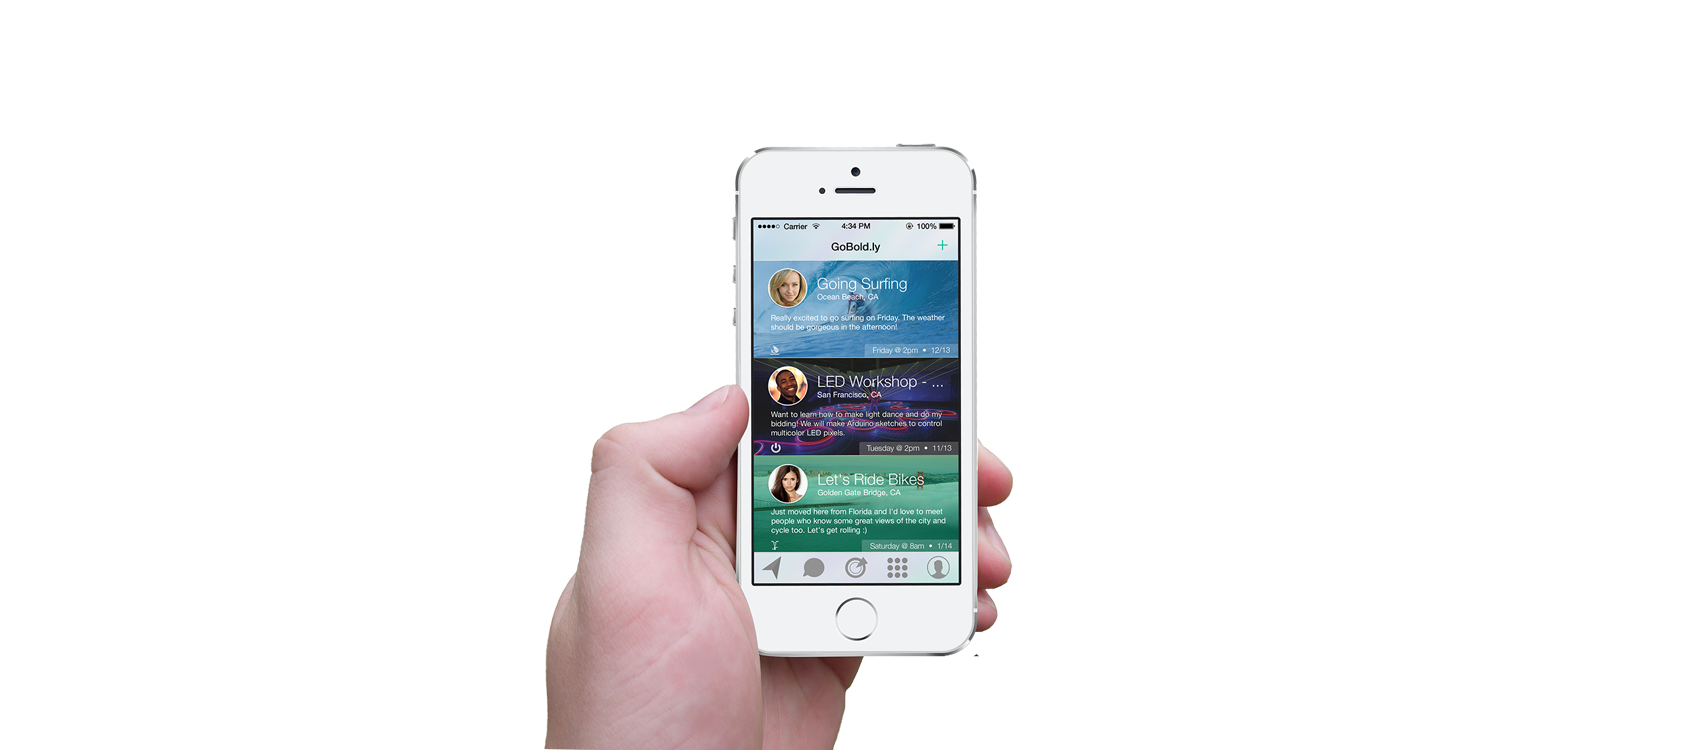 Carrier 4:34 PM 100%
GoBold.ly +
Going Surfing
Ocean Beach, CA
Really excited to go surfing on Friday. The weather
should be gorgeous in the afternoon!
Friday @ 2pm • 12/13
LED Workshop - ...
San Francisco, CA
Want to learn how to make light dance and do my
bidding! We will make Arduino sketches to control
multicolor LED pixels.
Tuesday @ 2pm • 11/13
Let's Ride Bikes
Golden Gate Bridge, CA
Just moved here from Florida and I'd love to meet
people who know some great views of the city and
cycle too. Let's get rolling :)
Saturday @ 8am • 1/14